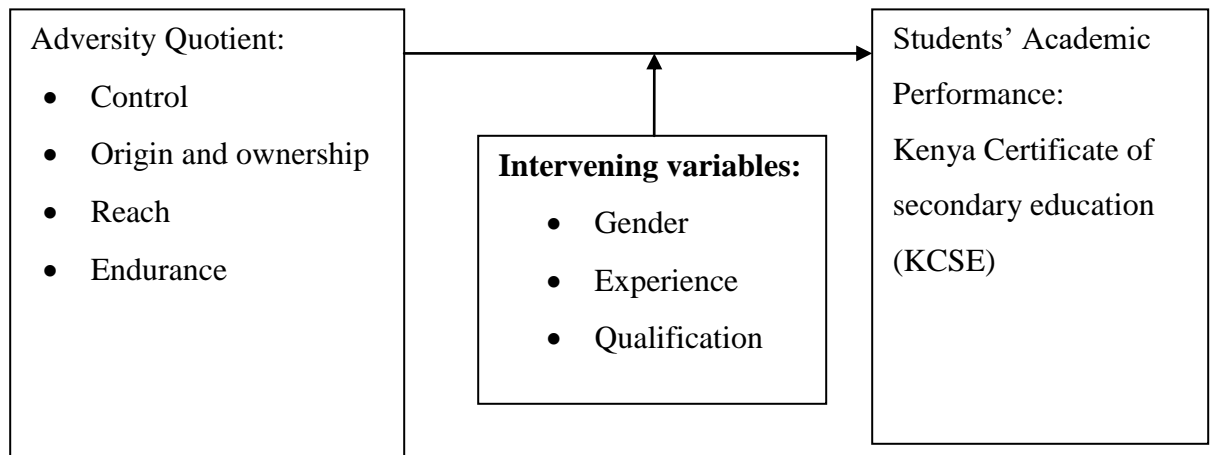 Adversity Quotient:
• Control
• Origin and ownership
• Reach
• Endurance
Intervening variables:
• Gender
• Experience
• Qualification
Students’ Academic
Performance:
Kenya Certificate of
secondary education
(KCSE)